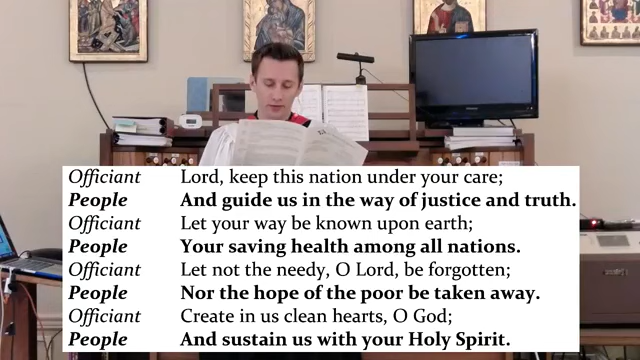 Officiant Lord, keep this nation under your care;
People And guide us in the way of justice and truth.
Officiant Let your way be known upon earth;
People Your saving health among all nations.
Officiant Let not the needy, O Lord, be forgotten;
People Nor the hope of the poor be taken away.
Officiant Create in us clean hearts, O God;
People And sustain us with your Holy Spirit.